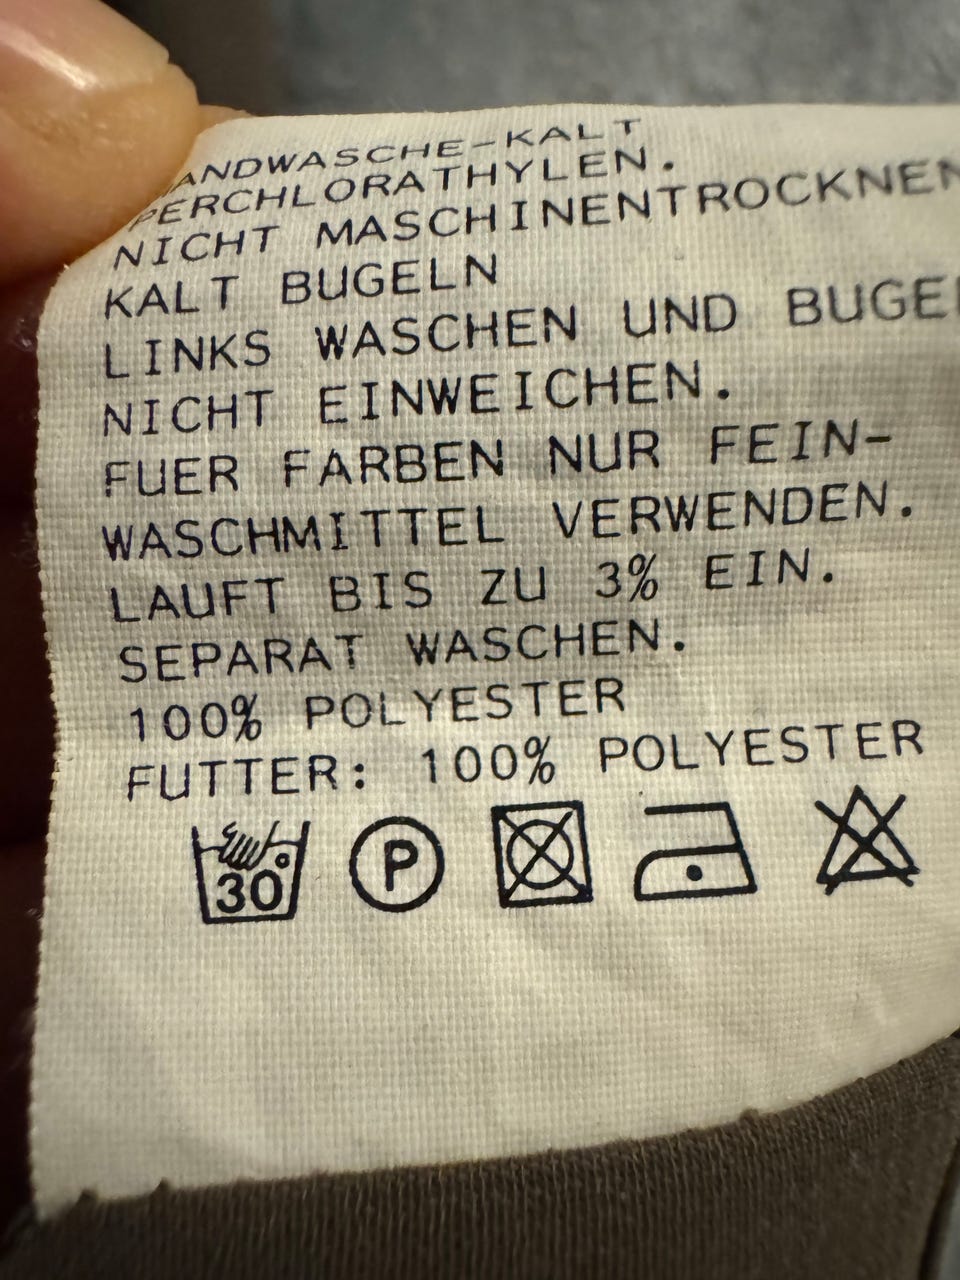 ANDWASCHE-KALT
PERCHLORATHYLEN.
NICHT MASCHINENTROCKNEN
KALT BUGELN
LINKS WASCHEN UND BUGE
NICHT EINWEICHEN.
FUER FARBEN NUR FEIN-
WASCHMITTEL VERWENDEN.
LAUFT BIS ZU 3% EIN.
SEPARAT WASCHEN.
100% POLYESTER
FUTTER: 100% POLYESTER
30° P